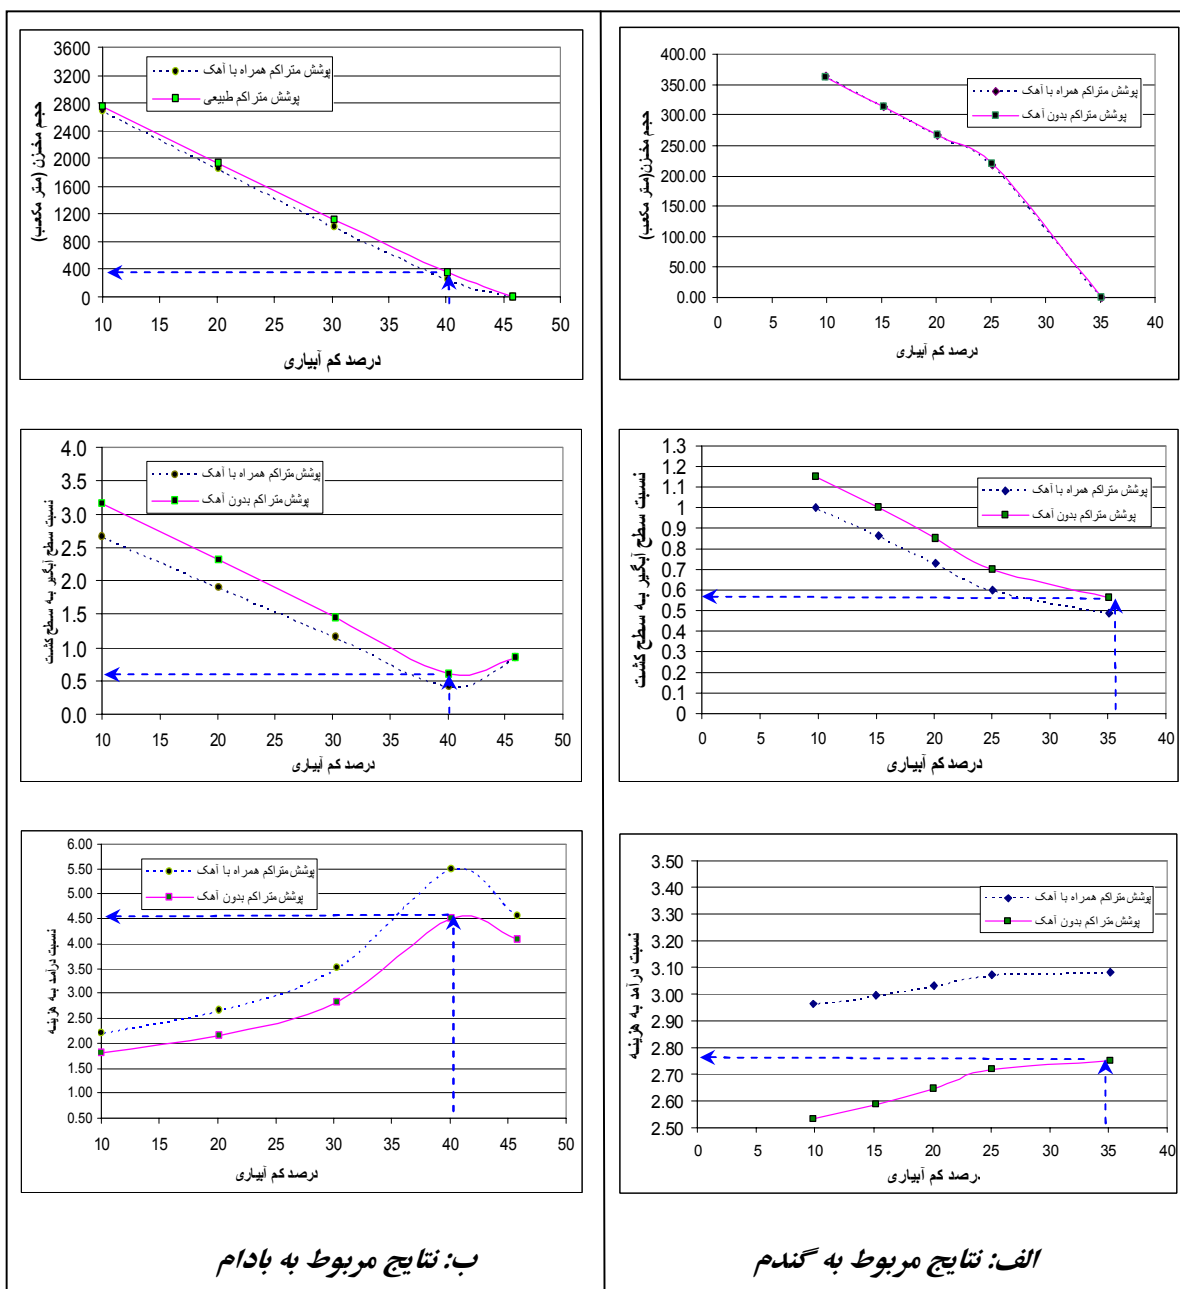 3600
3200
2800
2400
2000
1600
1200
800
400
0
حجم مخزن (متر مکعب)
پوشش متراکم همراه با آهک
پوشش متراکم طبیعی
10 15 20 25 30 35 40 45 50
درصد کم آبیاری
400.00
350.00
300.00
250.00
200.00
150.00
100.00
50.00
0.00
حجم مخزن(متر مکعب)
پوشش متراکم همراه با آهک
پوشش متراکم بدون آهک
0 5 10 15 20 25 30 35 40
درصد کم آبیاری
4.0
3.5
3.0
2.5
2.0
1.5
1.0
0.5
0.0
نسبت سطح آبگیر به سطح کشت
پوشش متراکم همراه با آهک
پوشش متراکم بدون آهک
10 15 20 25 30 35 40 45 50
درصد کم آبیاری
1.3
1.2
1.1
1
0.9
0.8
0.7
0.6
0.5
0.4
0.3
0.2
0.1
0
نسبت سطح آبگیر به سطح کشت
پوشش متراکم همراه با آهک
پوشش متراکم بدون آهک
0 5 10 15 20 25 30 35 40
درصد کم آبیاری
6.00
5.50
5.00
4.50
4.00
3.50
3.00
2.50
2.00
1.50
1.00
0.50
نسبت درآمد به هزینه
پوشش متراکم همراه با آهک
پوشش متراکم بدون آهک
10 15 20 25 30 35 40 45 50
درصد کم آبیاری
3.50
3.40
3.30
3.20
3.10
3.00
2.90
2.80
2.70
2.60
2.50
نسبت درآمد به هزینه
پوشش متراکم همراه با آهک
پوشش متراکم بدون آهک
0 5 10 15 20 25 30 35 40
.رصد کم آبیاری
الف: نتایج مربوط به گندم
ب: نتایج مربوط به بادام